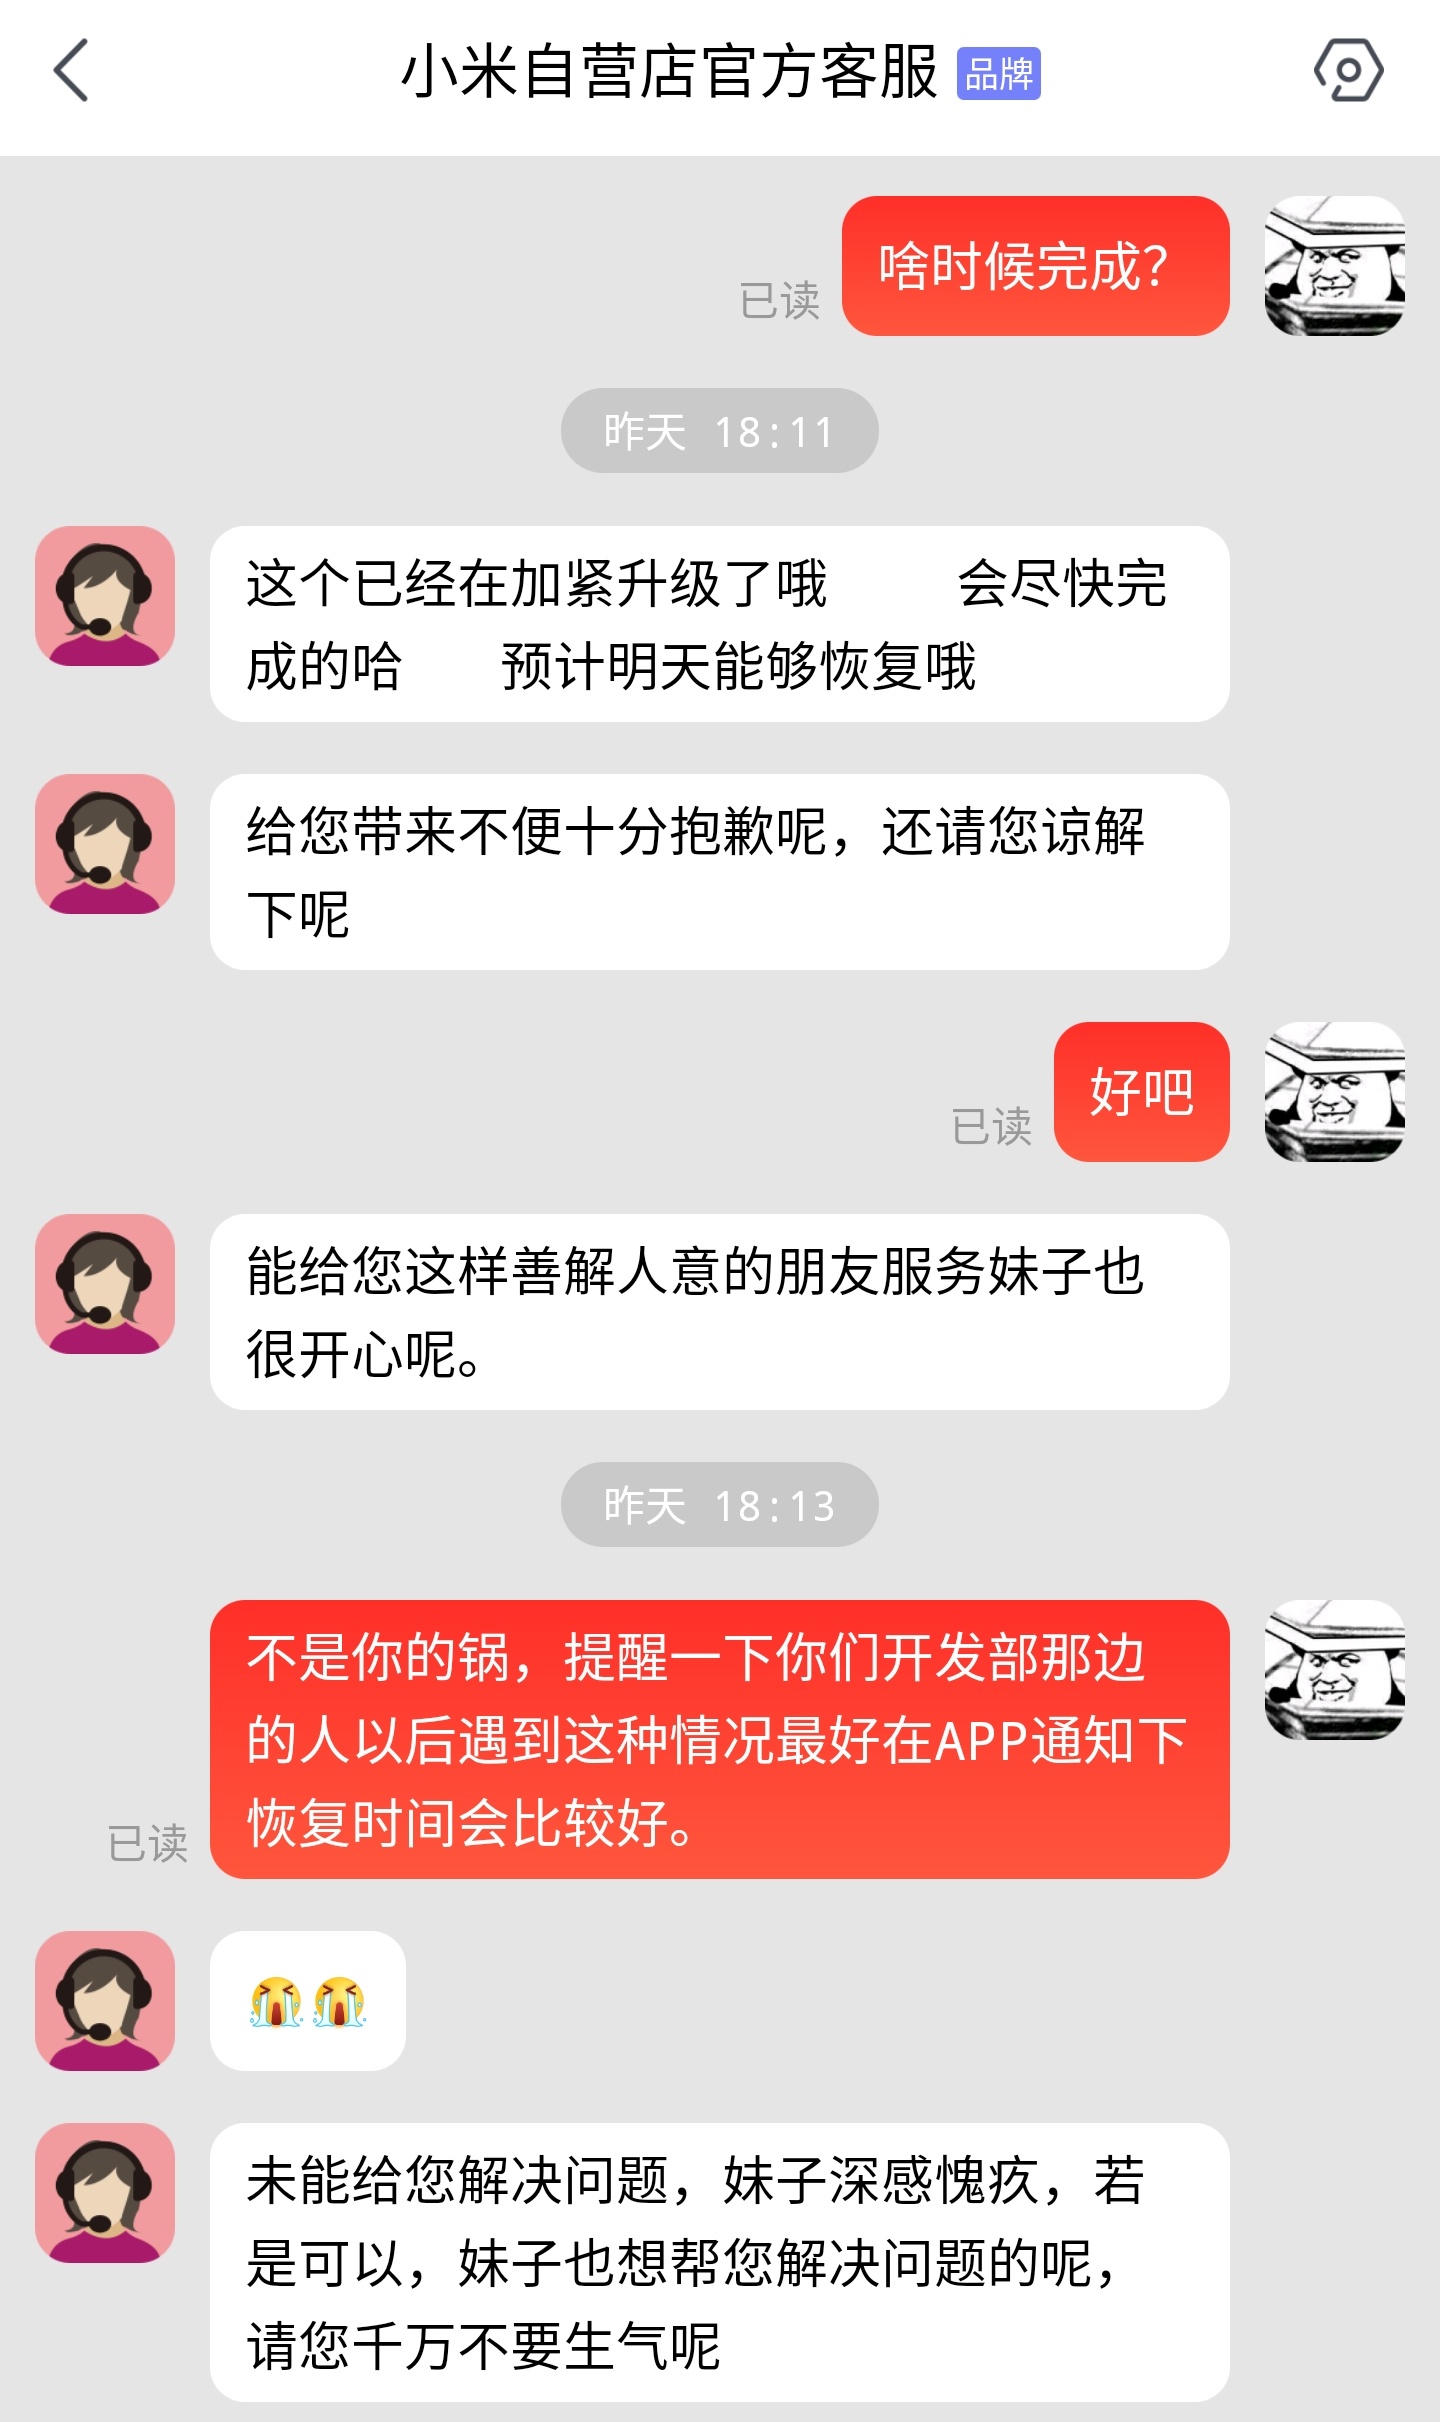 小米自营店官方客服 品牌
啥时候完成？
已读
昨天 18:11
这个已经在加紧升级了哦 会尽快完
成的哈 预计明天能够恢复哦
给您带来不便十分抱歉呢，还请您谅解
下呢
好吧
已读
能给您这样善解人意的朋友服务妹子也
很开心呢。
昨天 18:13
不是你的锅，提醒一下你们开发部那边
的人以后遇到这种情况最好在APP通知下
恢复时间会比较好。
已读
😭😭
未能给您解决问题，妹子深感愧疚，若
是可以，妹子也想帮您解决问题的呢，
请您千万不要生气呢